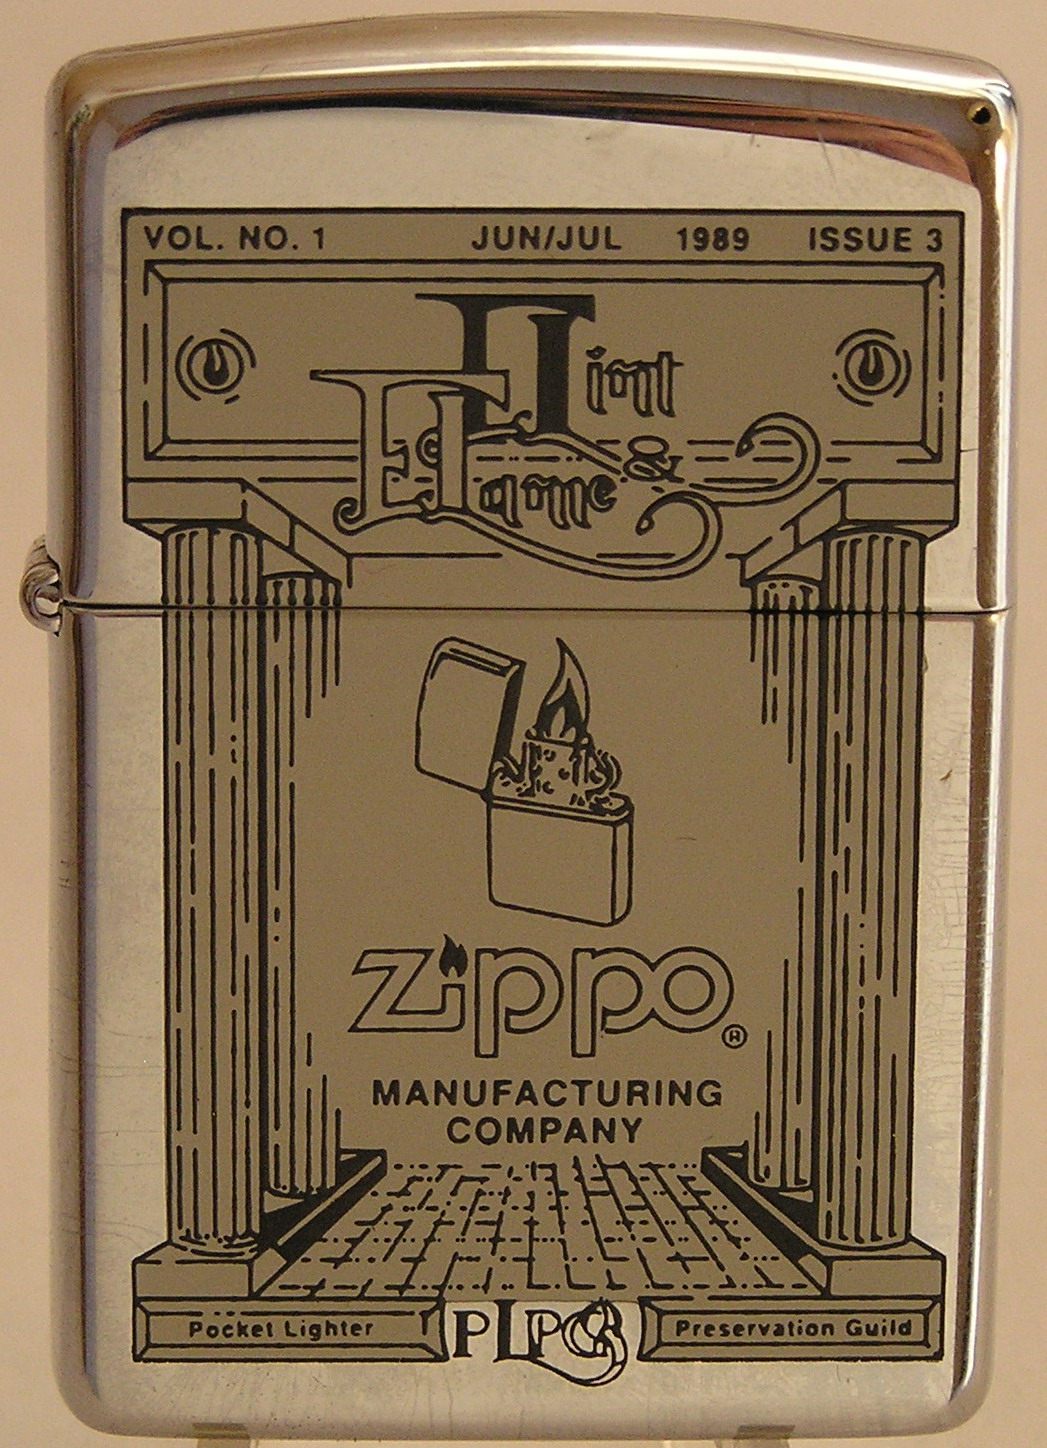 VOL. NO. 1 JUN/JUL 1989 ISSUE 3
Flint
& 
Flame
Zippo ®
MANUFACTURING
COMPANY
Pocket Lighter PLPG Preservation Guild